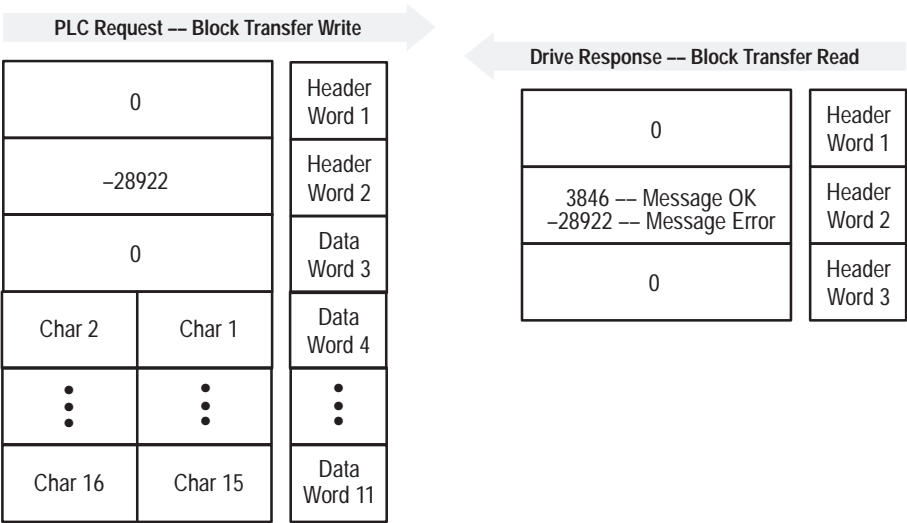 PLC Request –– Block Transfer Write
0
Header
Word 1
–28922
Header
Word 2
0
Data
Word 3
Char 2
Char 1
Data
Word 4
Char 16
Char 15
Data
Word 11
Drive Response –– Block Transfer Read
0
Header
Word 1
3846 –– Message OK
–28922 –– Message Error
Header
Word 2
0
Header
Word 3